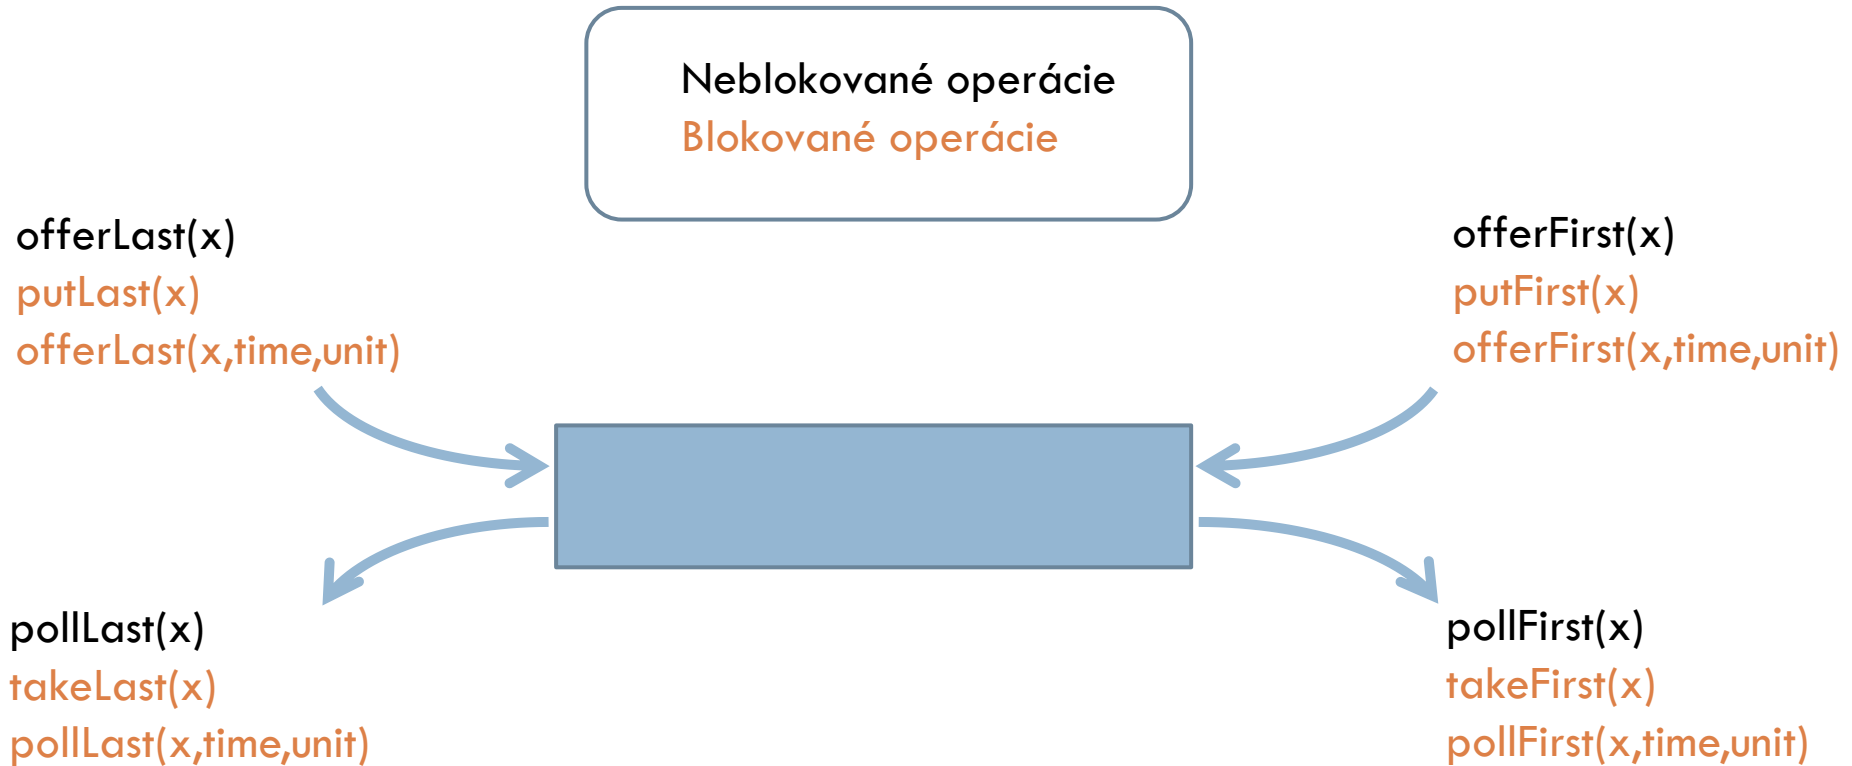 Neblokované operácie
Blokované operácie
offerLast(x)
putLast(x)
offerLast(x,time,unit)
offerFirst(x)
putFirst(x)
offerFirst(x,time,unit)
pollLast(x)
takeLast(x)
pollLast(x,time,unit)
pollFirst(x)
takeFirst(x)
pollFirst(x,time,unit)